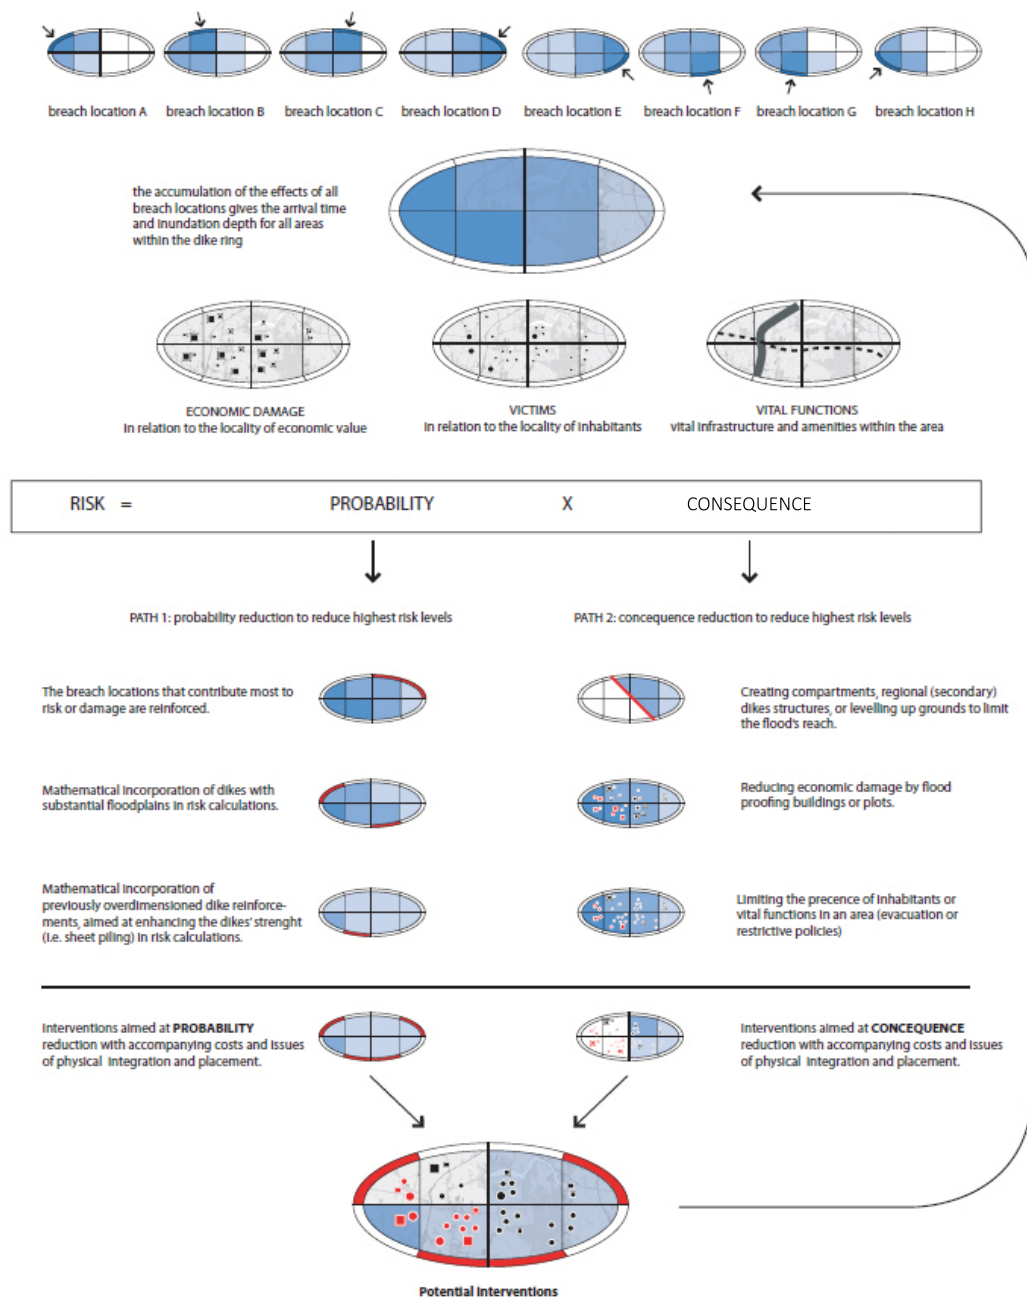 breach location A
breach location B
breach location C
breach location D
breach location E
breach location F
breach location G
breach location H
the accumulation of the effects of all
breach locations gives the arrival time
and inundation depth for all areas
within the dike ring
ECONOMIC DAMAGE
in relation to the locality of economic value
VICTIMS
in relation to the locality of inhabitants
VITAL FUNCTIONS
vital infrastructure and amenities within the area
RISK = PROBABILITY X CONSEQUENCE
PATH 1: probability reduction to reduce highest risk levels
PATH 2: concequence reduction to reduce highest risk levels
The breach locations that contribute most to
risk or damage are reinforced.
Creating compartments, regional (secondary)
dikes structures, or levelling up grounds to limit
the flood's reach.
Mathematical incorporation of dikes with
substantial floodplains in risk calculations.
Reducing economic damage by flood
proofing buildings or plots.
Mathematical incorporation of
previously overdimensioned dike reinforce-
ments, aimed at enhancing the dikes' strenght
(i.e. sheet piling) in risk calculations.
Limiting the precence of inhabitants or
vital functions in an area (evacuation or
restrictive policies)
Interventions aimed at PROBABILITY
reduction with accompanying costs and issues
of physical integration and placement.
Interventions aimed at CONCEQUENCE
reduction with accompanying costs and issues
of physical integration and placement.
Potential interventions